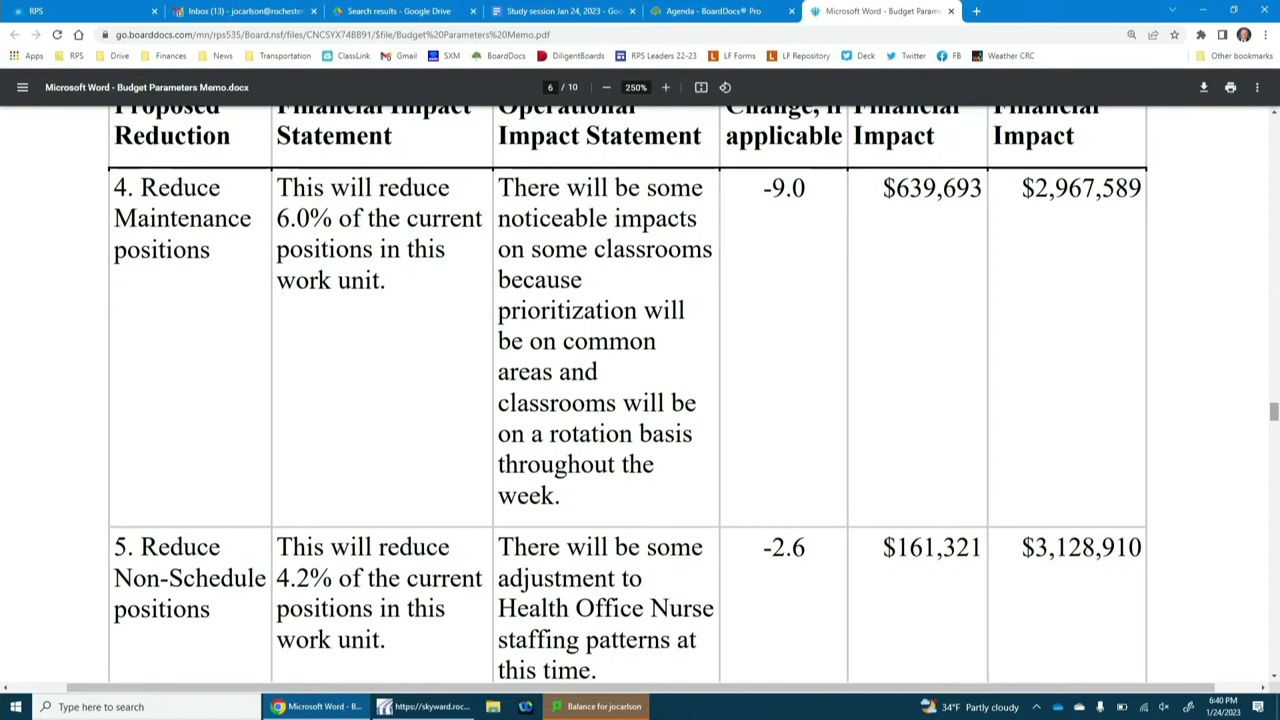 RPS
Inbox (13) - jocarlson@rochester
Search results - Google Drive
Study session Jan 24, 2023 - Goo
Agenda - BoardDocs® Pro
Microsoft Word - Budget Parame
go.boarddocs.com/mn/rps535/Board.nsf/files/CNCSYX74BB91/$file/Budget%20Parameters%20Memo.pdf
Apps RPS Drive Finances News Transportation ClassLink Gmail SXM BoardDocs DiligentBoards RPS Leaders 22-23 LF Forms LF Repository Deck Twitter FB Weather CRC Other bookmarks
Microsoft Word - Budget Parameters Memo.docx 6 / 10 250%
Proposed Financial Impact Operational Change, if Financial Financial
Reduction Statement Impact Statement applicable Impact Impact
4. Reduce
Maintenance
positions
This will reduce
6.0% of the current
positions in this
work unit.
There will be some
noticeable impacts
on some classrooms
because
prioritization will
be on common
areas and
classrooms will be
on a rotation basis
throughout the
week.
-9.0
$639,693
$2,967,589
5. Reduce
Non-Schedule
positions
This will reduce
4.2% of the current
positions in this
work unit.
There will be some
adjustment to
Health Office Nurse
staffing patterns at
this time.
-2.6
$161,321
$3,128,910
Type here to search
Microsoft Word - B...
https://skyward.roc...
Balance for jocarlson
34°F Partly cloudy
6:40 PM
1/24/2023